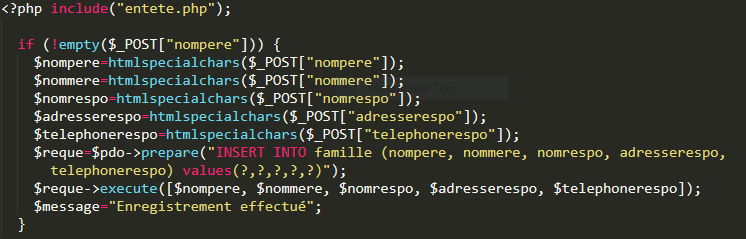 <?php include("entete.php");
if (!empty($_POST["nompere"])) {
$nompere=htmlspecialchars($_POST["nompere"]);
$nommere=htmlspecialchars($_POST["nommere"]);
$nomrespo=htmlspecialchars($_POST["nomrespo"]);
$adresserespo=htmlspecialchars($_POST["adresserespo"]);
$telephonerespo=htmlspecialchars($_POST["telephonerespo"]);
$reque=$pdo->prepare("INSERT INTO famille (nompere, nommere, nomrespo, adresserespo,
telephonerespo) values(?,?,?,?,?)");
$reque->execute([$nompere, $nommere, $nomrespo, $adresserespo, $telephonerespo]);
$message="Enregistrement effectué";
}